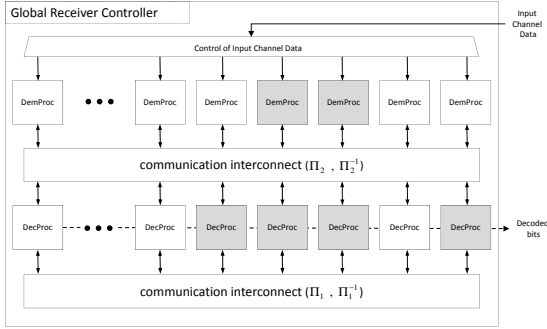 Global Receiver Controller
Input
Channel
Data
Control of Input Channel Data
DemProc DemProc DemProc DemProc DemProc DemProc DemProc
communication interconnect (Π₂ , Π₂⁻¹)
DecProc DecProc DecProc DecProc DecProc DecProc DecProc
Decoded
bits
communication interconnect (Π₁ , Π₁⁻¹)